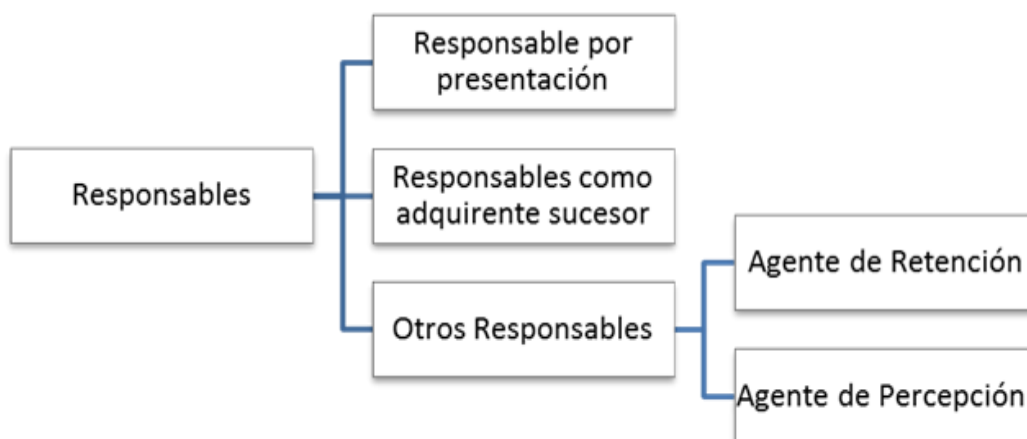 Responsables
Responsable por
presentación
Responsables como
adquirente sucesor
Otros Responsables
Agente de Retención
Agente de Percepción